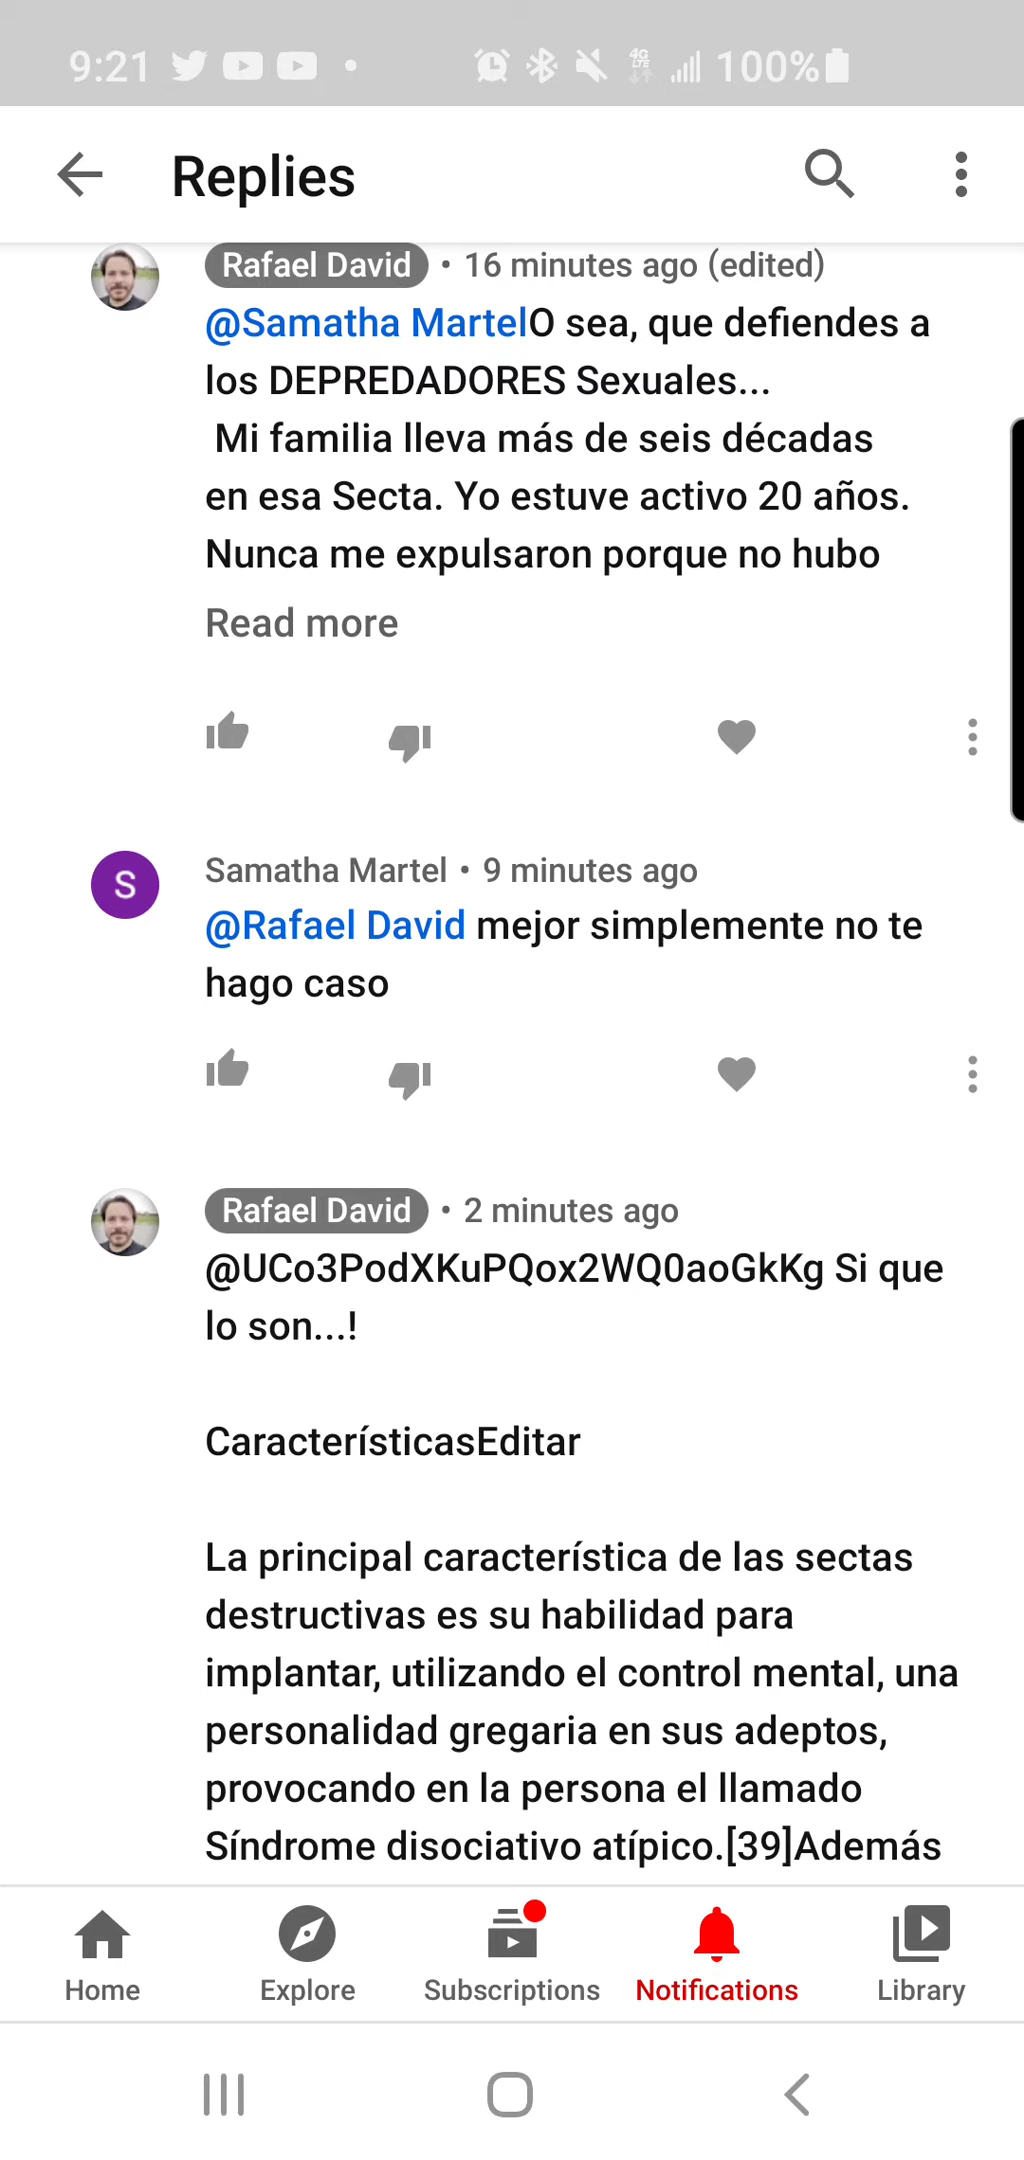 9:21 4G LTE 100%
Replies
Rafael David • 16 minutes ago (edited)
@Samatha MartelO sea, que defiendes a
los DEPREDADORES Sexuales...
Mi familia lleva más de seis décadas
en esa Secta. Yo estuve activo 20 años.
Nunca me expulsaron porque no hubo
Read more
S
Samatha Martel • 9 minutes ago
@Rafael David mejor simplemente no te
hago caso
Rafael David • 2 minutes ago
@UCo3PodXKuPQox2WQ0aoGkKg Si que
lo son...!
CaracterísticasEditar
La principal característica de las sectas
destructivas es su habilidad para
implantar, utilizando el control mental, una
personalidad gregaria en sus adeptos,
provocando en la persona el llamado
Síndrome disociativo atípico.[39]Además
Home Explore Subscriptions Notifications Library